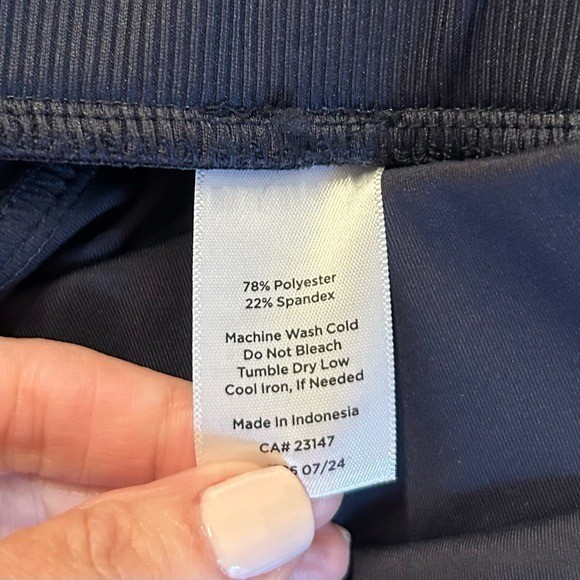 78% Polyester
22% Spandex
Machine Wash Cold
Do Not Bleach
Tumble Dry Low
Cool Iron, If Needed
Made in Indonesia
CA# 23147
07/24